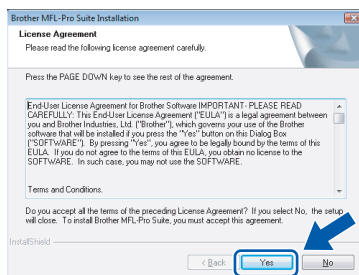 Brother MFL-Pro Suite Installation
License Agreement
Please read the following license agreement carefully.
Press the PAGE DOWN key to see the rest of the agreement.
End-User License Agreement for Brother Software IMPORTANT- PLEASE READ
CAREFULLY: This End-User License Agreement ("EULA") is a legal agreement between
you and Brother Industries, Ltd. ("Brother"), which governs your use of the Brother
software that will be installed if you press the "Yes" button on this Dialog Box
("SOFTWARE"). By pressing "Yes", you agree to be legally bound by the terms of this
EULA. If you do not agree to the terms of this EULA, you obtain no license to the
SOFTWARE. In such case, you may not use the SOFTWARE.
Terms and Conditions.
Do you accept all the terms of the preceding License Agreement? If you select No, the setup
will close. To install Brother MFL-Pro Suite, you must accept this agreement.
InstallShield
< Back
Yes
No